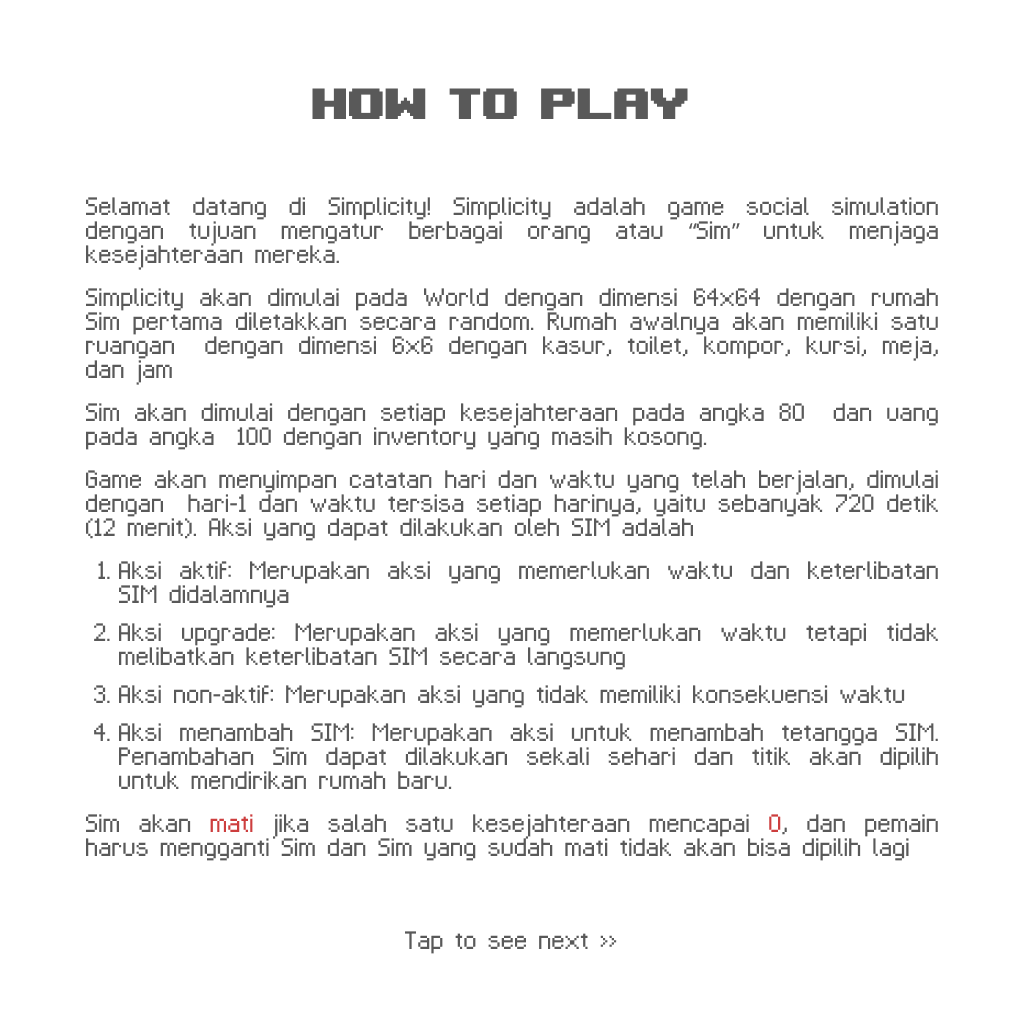 HOW TO PLAY
Selamat datang di Simplicity! Simplicity adalah game social simulation
dengan tujuan mengatur berbagai orang atau “Sim” untuk menjaga
kesejahteraan mereka.
Simplicity akan dimulai pada World dengan dimensi 64x64 dengan rumah
Sim pertama diletakkan secara random. Rumah awalnya akan memiliki satu
ruangan dengan dimensi 6x6 dengan kasur, toilet, kompor, kursi, meja,
dan jam
Sim akan dimulai dengan setiap kesejahteraan pada angka 80 dan uang
pada angka 100 dengan inventory yang masih kosong.
Game akan menyimpan catatan hari dan waktu yang telah berjalan, dimulai
dengan hari-1 dan waktu tersisa setiap harinya, yaitu sebanyak 720 detik
(12 menit). Aksi yang dapat dilakukan oleh SIM adalah
1. Aksi aktif: Merupakan aksi yang memerlukan waktu dan keterlibatan
SIM didalamnya
2. Aksi upgrade: Merupakan aksi yang memerlukan waktu tetapi tidak
melibatkan keterlibatan SIM secara langsung
3. Aksi non-aktif: Merupakan aksi yang tidak memiliki konsekuensi waktu
4. Aksi menambah SIM: Merupakan aksi untuk menambah tetangga SIM.
Penambahan Sim dapat dilakukan sekali sehari dan titik akan dipilih
untuk mendirikan rumah baru.
Sim akan mati jika salah satu kesejahteraan mencapai 0, dan pemain
harus mengganti Sim dan Sim yang sudah mati tidak akan bisa dipilih lagi
Tap to see next >>